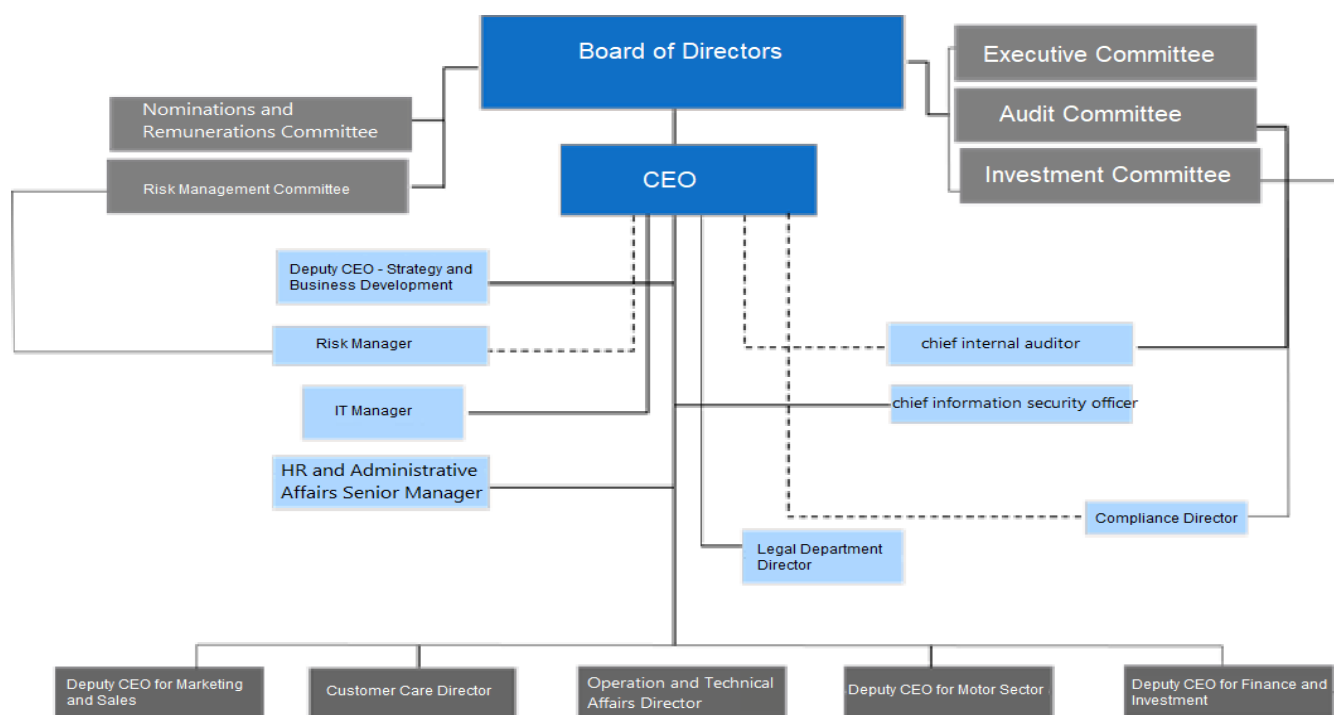 Board of Directors
Executive Committee
Nominations and
Remunerations Committee
Audit Committee
Risk Management Committee
CEO
Investment Committee
Deputy CEO - Strategy and
Business Development
Risk Manager
chief internal auditor
IT Manager
chief information security officer
HR and Administrative
Affairs Senior Manager
Compliance Director
Legal Department
Director
Deputy CEO for Marketing
and Sales
Customer Care Director
Operation and Technical
Affairs Director
Deputy CEO for Motor Sector
Deputy CEO for Finance and
Investment